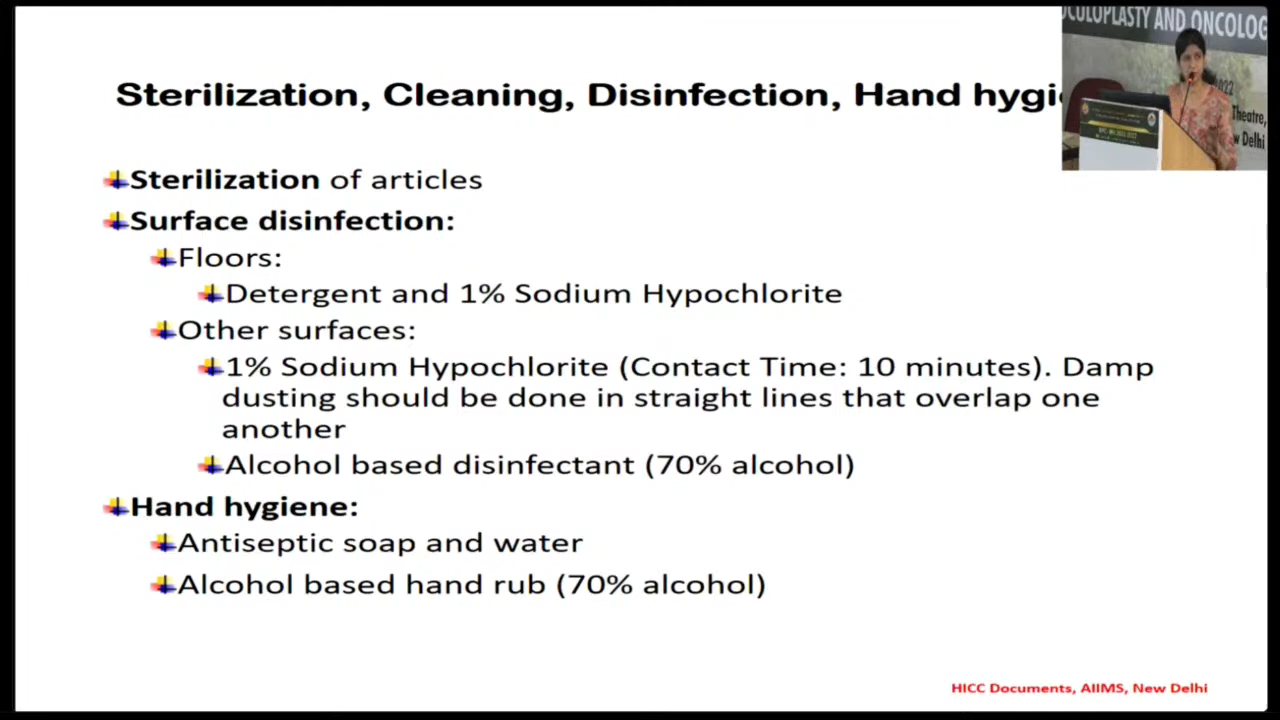 OCULOPLASTY AND ONCOLOG
2022
Theatre,
w Delhi
Sterilization, Cleaning, Disinfection, Hand hygi
Sterilization of articles
Surface disinfection:
Floors:
Detergent and 1% Sodium Hypochlorite
Other surfaces:
1% Sodium Hypochlorite (Contact Time: 10 minutes). Damp
dusting should be done in straight lines that overlap one
another
Alcohol based disinfectant (70% alcohol)
Hand hygiene:
Antiseptic soap and water
Alcohol based hand rub (70% alcohol)
HICC Documents, AIIMS, New Delhi